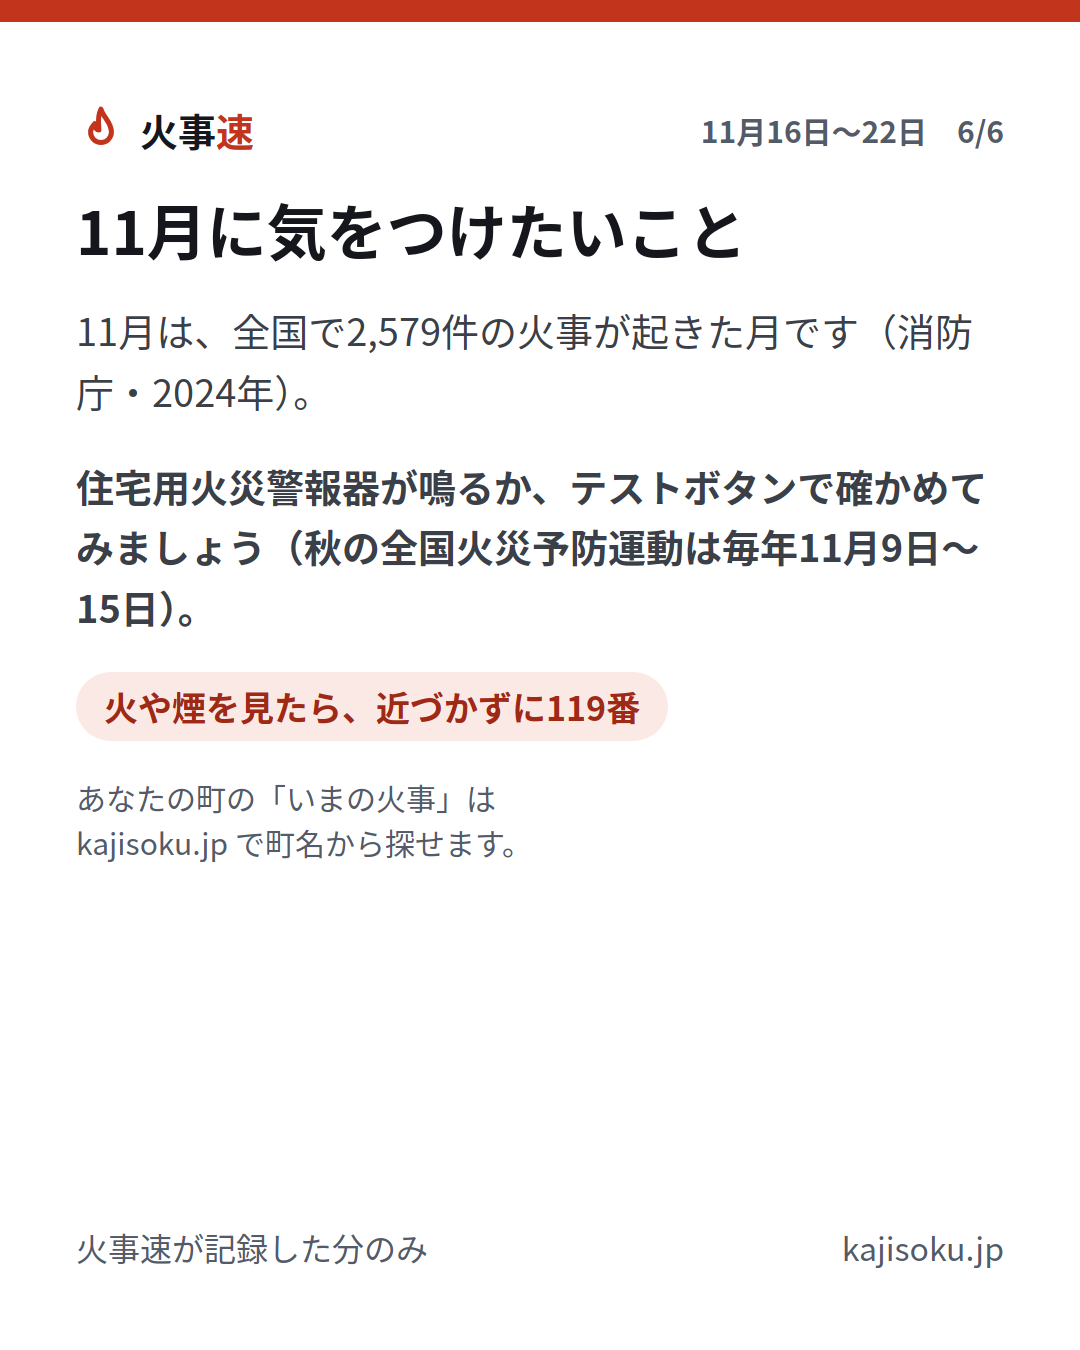 火事速
11月16日〜22日 6/6
11月に気をつけたいこと
11月は、全国で2,579件の火事が起きた月です（消防
庁・2024年）。
住宅用火災警報器が鳴るか、テストボタンで確かめて
みましょう（秋の全国火災予防運動は毎年11月9日〜
15日）。
火や煙を見たら、近づかずに119番
あなたの町の「いまの火事」は
kajisoku.jp で町名から探せます。
火事速が記録した分のみ
kajisoku.jp